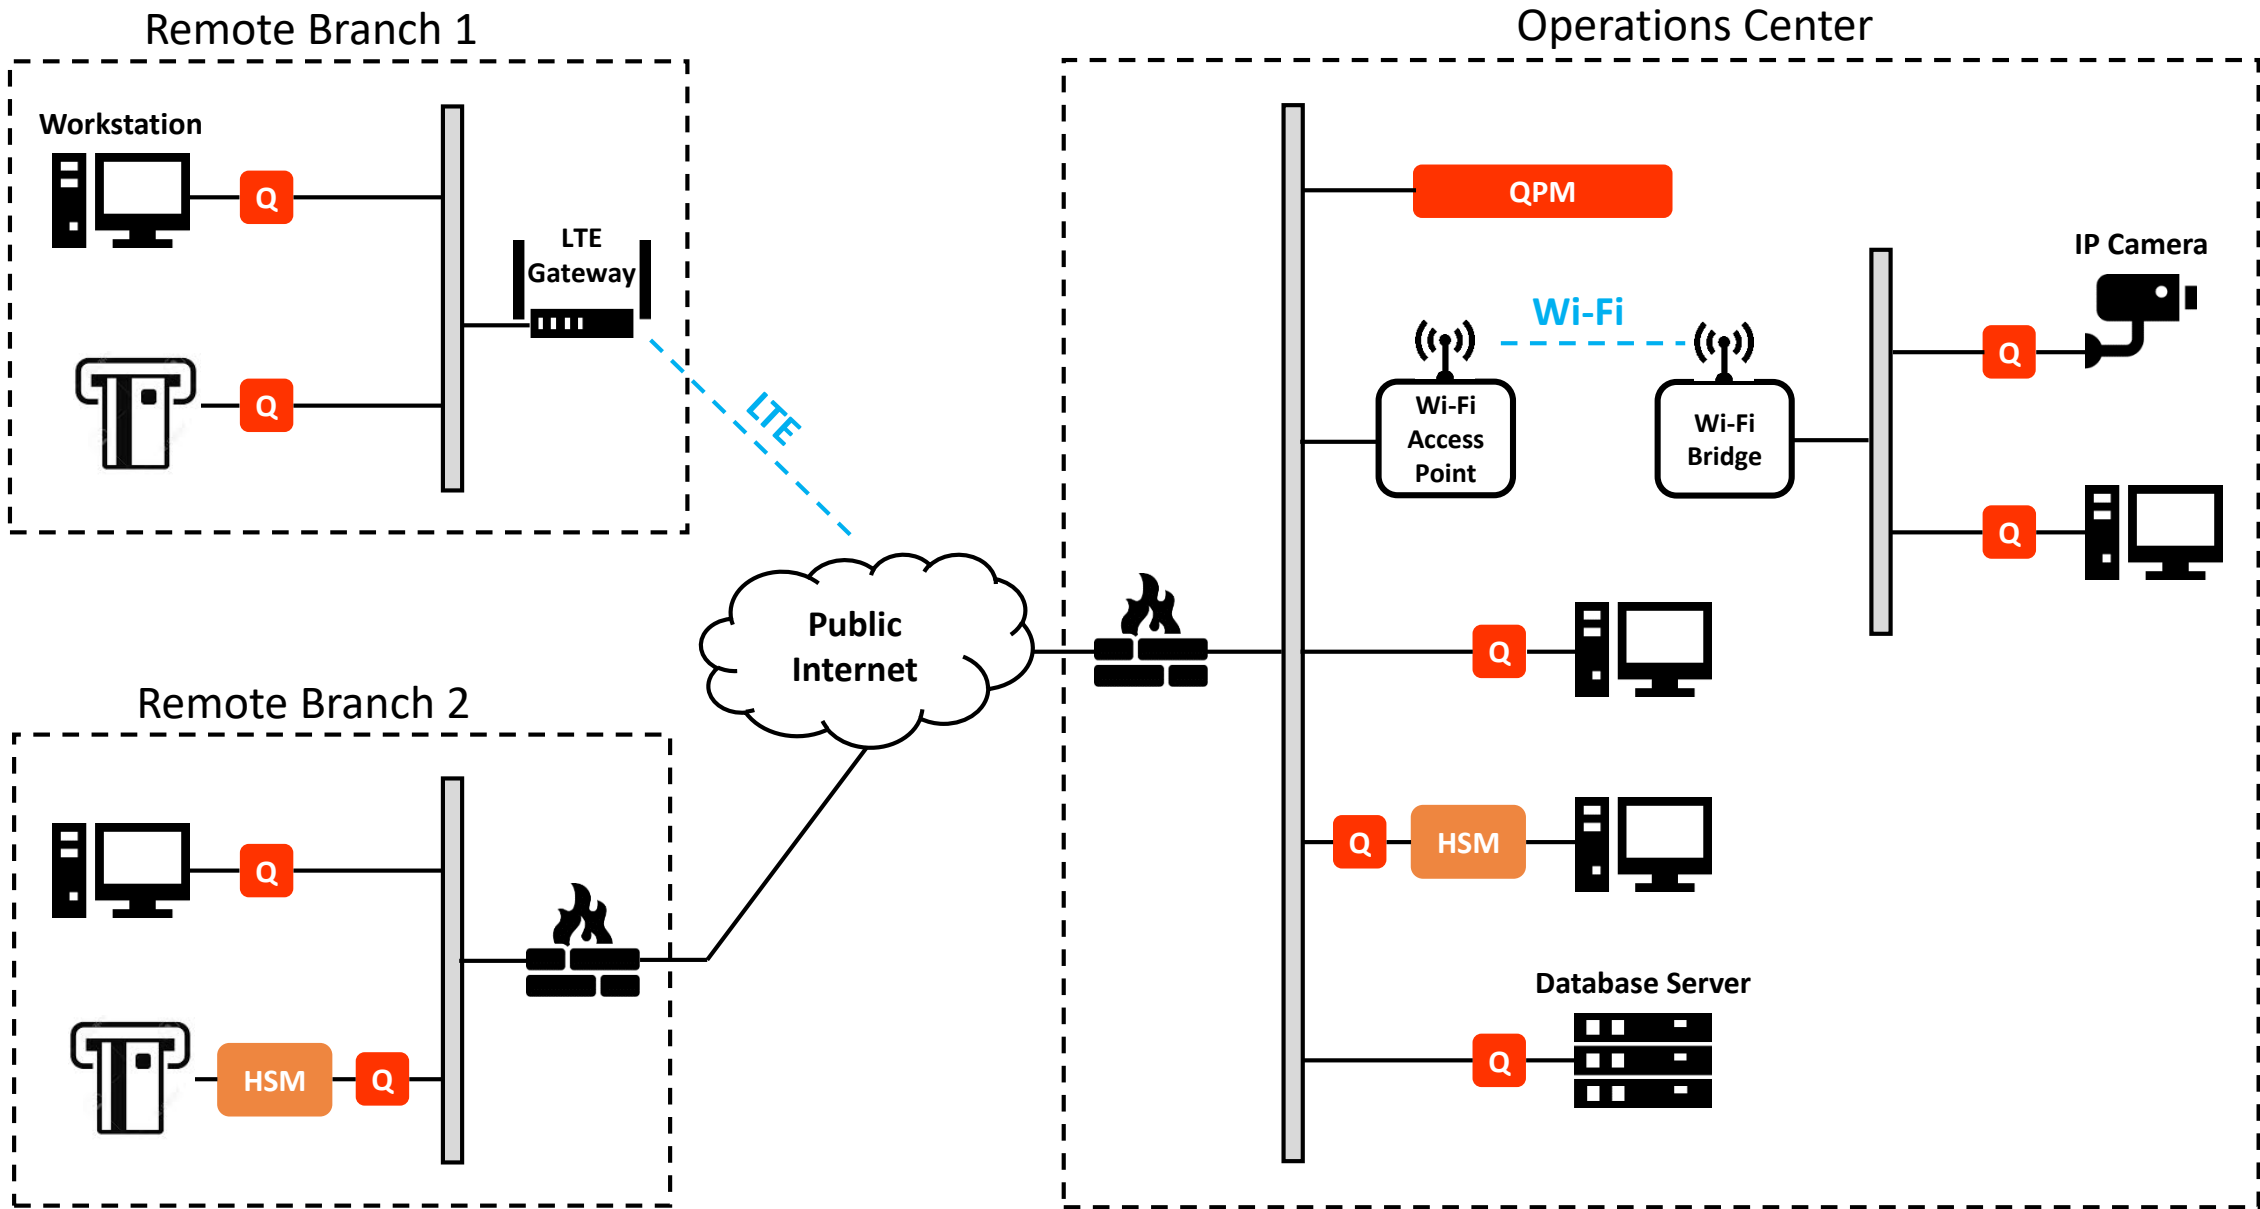 Remote Branch 1
Workstation
Q
LTE
Gateway
Q
LTE
Public
Internet
Remote Branch 2
Q
HSM
Q
Operations Center
QPM
Wi-Fi
Wi-Fi
Access
Point
Wi-Fi
Bridge
IP Camera
Q
Q
Q
Q
HSM
Database Server
Q